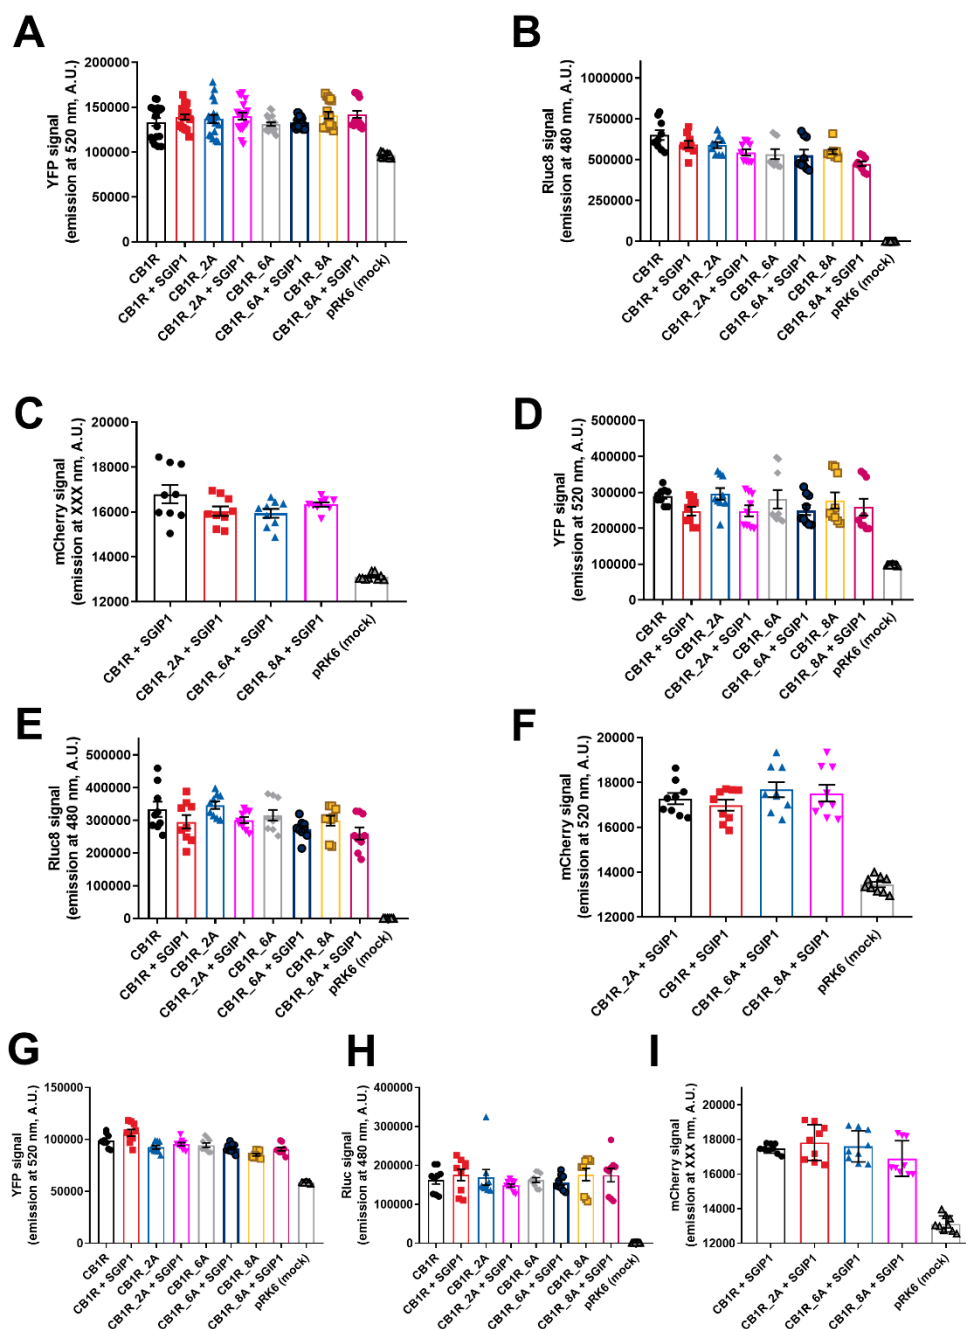 A
YFP signal
(emission at 520 nm, A.U.)
200000
150000
100000
50000
0
CB1R
CB1R + SGIP1
CB1R_2A
CB1R_2A + SGIP1
CB1R_6A
CB1R_6A + SGIP1
CB1R_8A
CB1R_8A + SGIP1
pRK6 (mock)
B
Rluc8 signal
(emission at 480 nm, A.U.)
1000000
750000
500000
250000
0
CB1R
CB1R + SGIP1
CB1R_2A
CB1R_2A + SGIP1
CB1R_6A
CB1R_6A + SGIP1
CB1R_8A
CB1R_8A + SGIP1
pRK6 (mock)
C
mCherry signal
(emission at XXX nm, A.U.)
20000
18000
16000
14000
12000
CB1R + SGIP1
CB1R_2A + SGIP1
CB1R_6A + SGIP1
CB1R_8A + SGIP1
pRK6 (mock)
D
YFP signal
(emission at 520 nm, A.U.)
500000
400000
300000
200000
100000
0
CB1R
CB1R + SGIP1
CB1R_2A
CB1R_2A + SGIP1
CB1R_6A
CB1R_6A + SGIP1
CB1R_8A
CB1R_8A + SGIP1
pRK6 (mock)
E
Rluc8 signal
(emission at 480 nm, A.U.)
500000
400000
300000
200000
100000
0
CB1R
CB1R + SGIP1
CB1R_2A
CB1R_2A + SGIP1
CB1R_6A
CB1R_6A + SGIP1
CB1R_8A
CB1R_8A + SGIP1
pRK6 (mock)
F
mCherry signal
(emission at 520 nm, A.U.)
20000
18000
16000
14000
12000
CB1R_2A + SGIP1
CB1R + SGIP1
CB1R_6A + SGIP1
CB1R_8A + SGIP1
pRK6 (mock)
G
YFP signal
(emission at 520 nm, A.U.)
150000
100000
50000
0
CB1R
CB1R + SGIP1
CB1R_2A
CB1R_2A + SGIP1
CB1R_6A
CB1R_6A + SGIP1
CB1R_8A
CB1R_8A + SGIP1
pRK6 (mock)
H
Rluc signal
(emission at 480 nm, A.U.)
400000
300000
200000
100000
0
CB1R
CB1R + SGIP1
CB1R_2A
CB1R_2A + SGIP1
CB1R_6A
CB1R_6A + SGIP1
CB1R_8A
CB1R_8A + SGIP1
pRK6 (mock)
I
mCherry signal
(emission at XXX nm, A.U.)
20000
18000
16000
14000
12000
CB1R + SGIP1
CB1R_2A + SGIP1
CB1R_6A + SGIP1
CB1R_8A + SGIP1
pRK6 (mock)